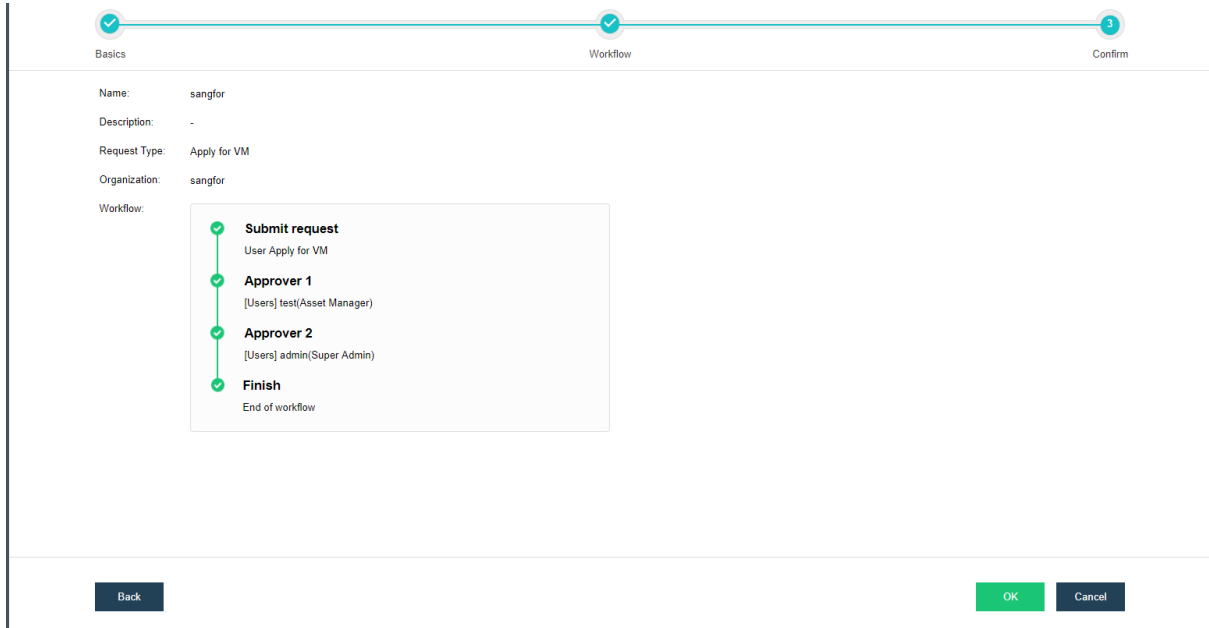 3
Basics
Workflow
Confirm
Name: sangfor
Description: -
Request Type: Apply for VM
Organization: sangfor
Workflow:
Submit request
User Apply for VM
Approver 1
[Users] test(Asset Manager)
Approver 2
[Users] admin(Super Admin)
Finish
End of workflow
Back
OK
Cancel